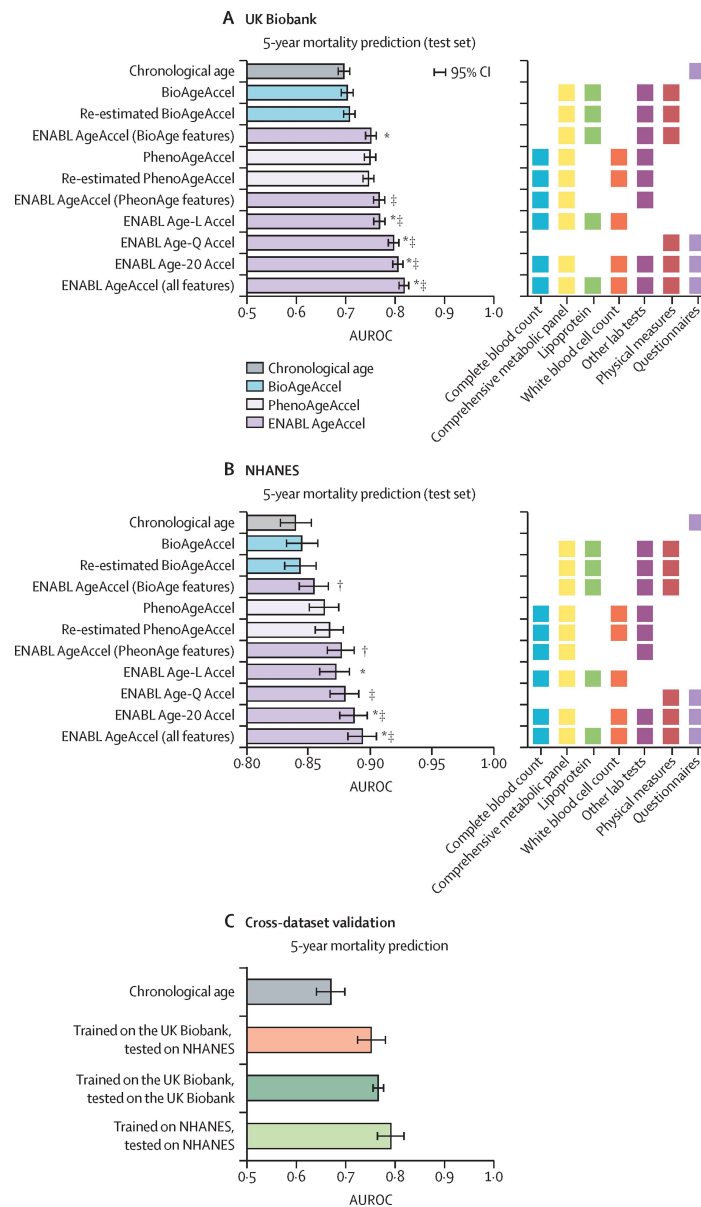 A UK Biobank
5-year mortality prediction (test set)
Chronological age
BioAgeAccel
Re-estimated BioAgeAccel
ENABL AgeAccel (BioAge features)
PhenoAgeAccel
Re-estimated PhenoAgeAccel
ENABL AgeAccel (PheonAge features)
ENABL Age-L Accel
ENABL Age-Q Accel
ENABL Age-20 Accel
ENABL AgeAccel (all features)
95% CI
*
‡
*‡
*‡
*‡
*‡
0·5 0·6 0·7 0·8 0·9 1·0
AUROC
Complete blood count
Comprehensive metabolic panel
Lipoprotein
White blood cell count
Other lab tests
Physical measures
Questionnaires
Chronological age
BioAgeAccel
PhenoAgeAccel
ENABL AgeAccel
B NHANES
5-year mortality prediction (test set)
Chronological age
BioAgeAccel
Re-estimated BioAgeAccel
ENABL AgeAccel (BioAge features)
PhenoAgeAccel
Re-estimated PhenoAgeAccel
ENABL AgeAccel (PheonAge features)
ENABL Age-L Accel
ENABL Age-Q Accel
ENABL Age-20 Accel
ENABL AgeAccel (all features)
†
†
*
‡
*‡
*‡
0·80 0·85 0·90 0·95 1·00
AUROC
Complete blood count
Comprehensive metabolic panel
Lipoprotein
White blood cell count
Other lab tests
Physical measures
Questionnaires
C Cross-dataset validation
5-year mortality prediction
Chronological age
Trained on the UK Biobank,
tested on NHANES
Trained on the UK Biobank,
tested on the UK Biobank
Trained on NHANES,
tested on NHANES
0·5 0·6 0·7 0·8 0·9 1·0
AUROC